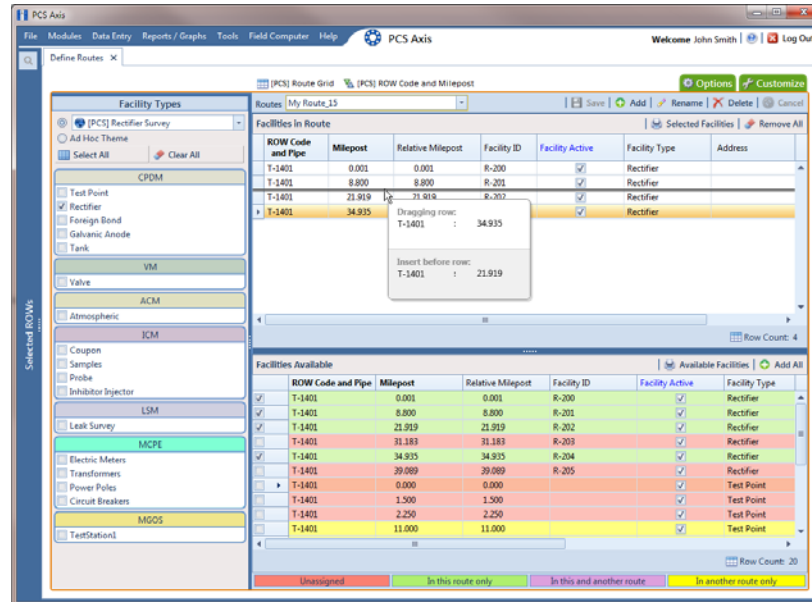 PCS Axis
File Modules Data Entry Reports / Graphs Tools Field Computer Help PCS Axis Welcome John Smith Log Out
Define Routes X
[PCS] Route Grid [PCS] ROW Code and Milepost Options Customize
Facility Types
[PCS] Rectifier Survey
Ad Hoc Theme
Select All Clear All
CPDM
Test Point
Rectifier
Foreign Bond
Galvanic Anode
Tank
VM
Valve
ACM
Atmospheric
ICM
Coupon
Samples
Probe
Inhibitor Injector
LSM
Leak Survey
MCPE
Electric Meters
Transformers
Power Poles
Circuit Breakers
MGOS
TestStation1
Selected ROWs
Routes My Route_15 Save Add Rename Delete Cancel
Facilities in Route Selected Facilities Remove All
ROW Code and Pipe Milepost Relative Milepost Facility ID Facility Active Facility Type Address
T-1401 0.001 0.001 R-200 Rectifier
T-1401 8.800 8.800 R-201 Rectifier
T-1401 21.919 21.919 R-202 Rectifier
T-1401 34.935 Rectifier
Dragging row:
T-1401 : 34.935
Insert before row:
T-1401 : 21.919
Row Count: 4
Facilities Available Available Facilities Add All
ROW Code and Pipe Milepost Relative Milepost Facility ID Facility Active Facility Type
T-1401 0.001 0.001 R-200 Rectifier
T-1401 8.800 8.800 R-201 Rectifier
T-1401 21.919 21.919 R-202 Rectifier
T-1401 31.183 31.183 R-203 Rectifier
T-1401 34.935 34.935 R-204 Rectifier
T-1401 39.089 39.089 R-205 Rectifier
T-1401 0.000 0.000 Test Point
T-1401 1.500 1.500 Test Point
T-1401 2.250 2.250 Test Point
T-1401 11.000 11.000 Test Point
Row Count: 20
Unassigned In this route only In this and another route In another route only